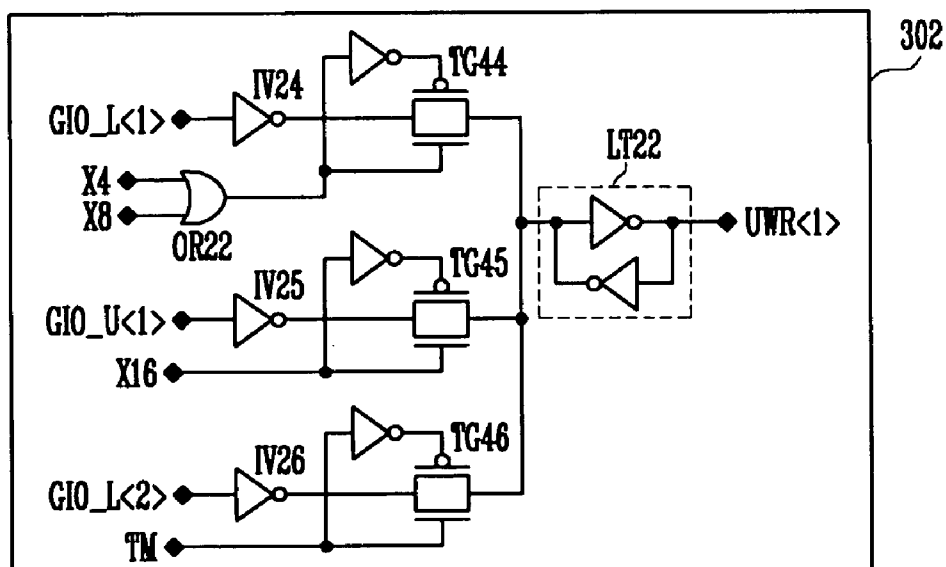 302
TG44
IV24
GIO_L<1>
LT22
X4
X8
UWR<1>
OR22
TG45
IV25
GIO_U<1>
X16
TG46
IV26
GIO_L<2>
TM